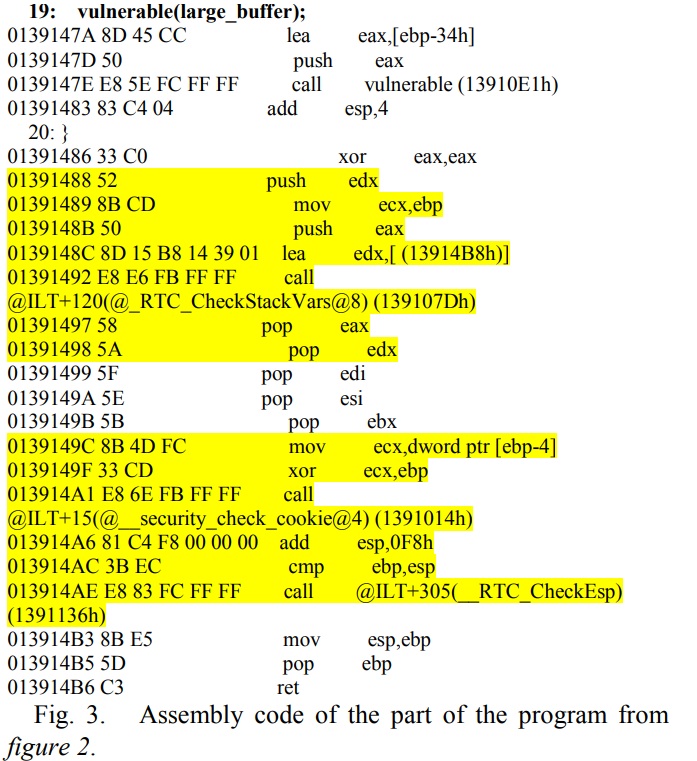 19: vulnerable(large_buffer);
0139147A 8D 45 CC lea eax,[ebp-34h]
0139147D 50 push eax
0139147E E8 5E FC FF FF call vulnerable (13910E1h)
01391483 83 C4 04 add esp,4
20: }
01391486 33 C0 xor eax,eax
01391488 52 push edx
01391489 8B CD mov ecx,ebp
0139148B 50 push eax
0139148C 8D 15 B8 14 39 01 lea edx,[ (13914B8h)]
01391492 E8 E6 FB FF FF call
@ILT+120(@_RTC_CheckStackVars@8) (139107Dh)
01391497 58 pop eax
01391498 5A pop edx
01391499 5F pop edi
0139149A 5E pop esi
0139149B 5B pop ebx
0139149C 8B 4D FC mov ecx,dword ptr [ebp-4]
0139149F 33 CD xor ecx,ebp
013914A1 E8 6E FB FF FF call
@ILT+15(@__security_check_cookie@4) (1391014h)
013914A6 81 C4 F8 00 00 00 add esp,0F8h
013914AC 3B EC cmp ebp,esp
013914AE E8 83 FC FF FF call @ILT+305(__RTC_CheckEsp)
(1391136h)
013914B3 8B E5 mov esp,ebp
013914B5 5D pop ebp
013914B6 C3 ret
Fig. 3. Assembly code of the part of the program from
figure 2.